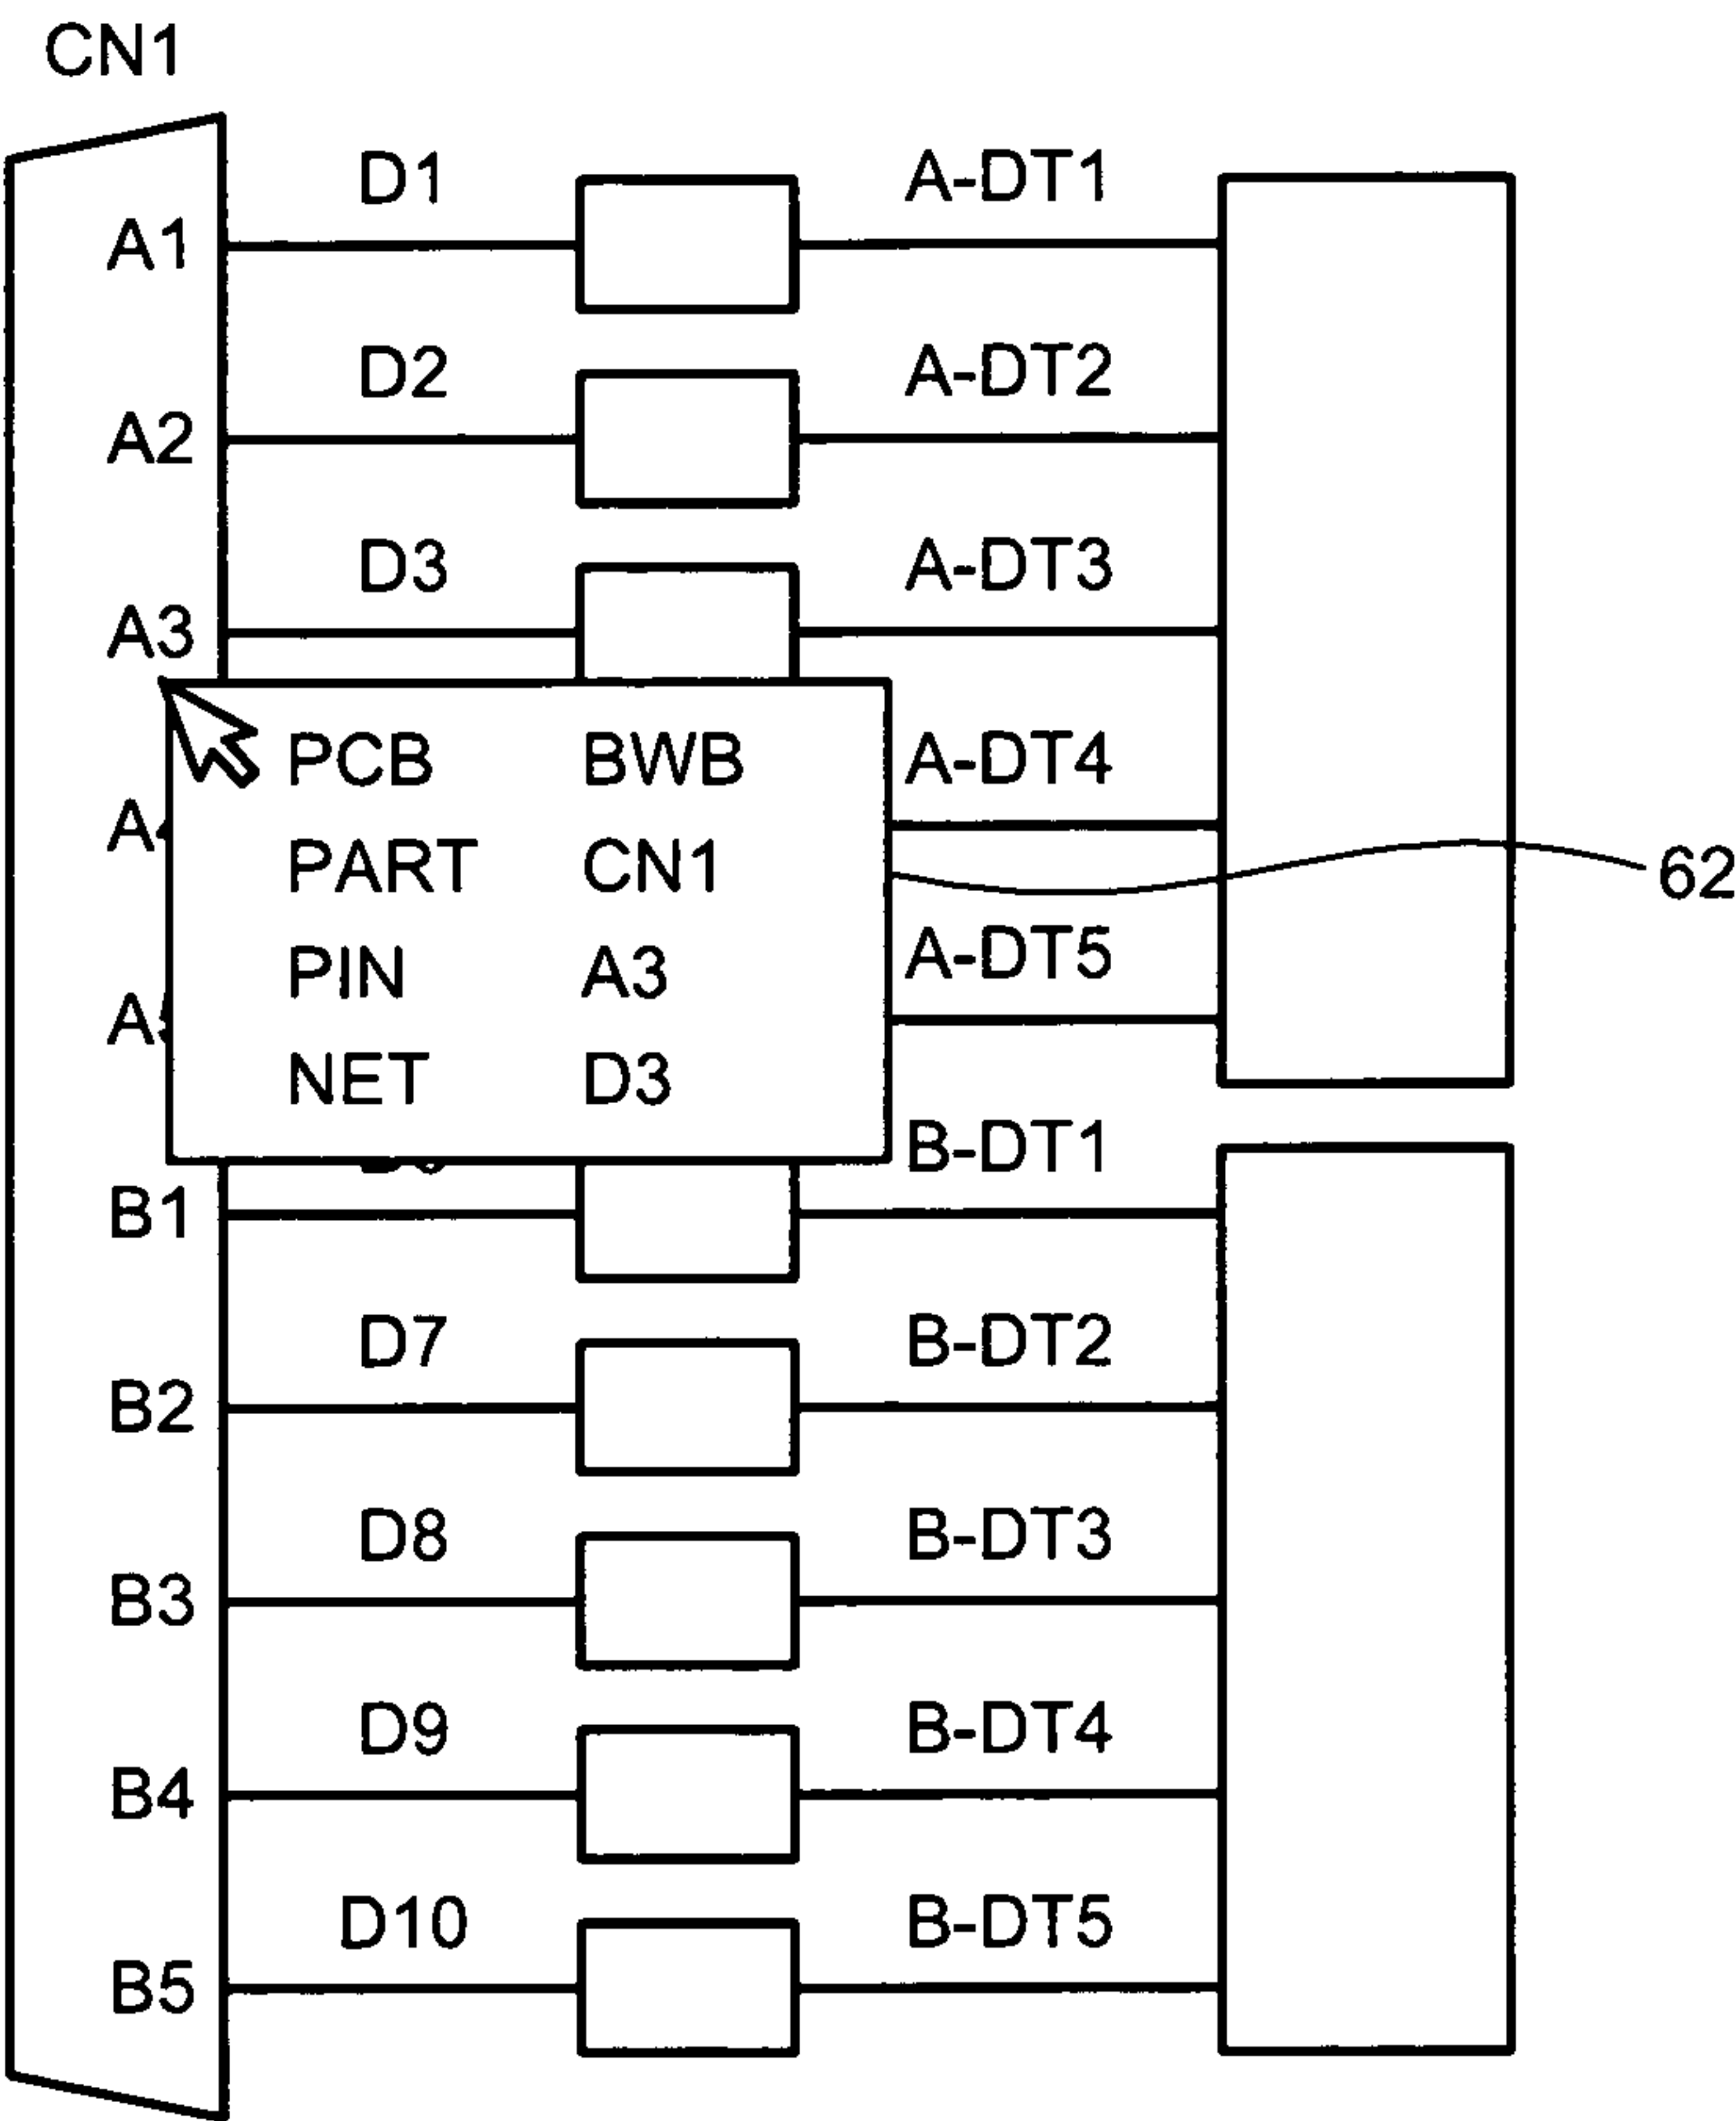 CN1
D1 A-DT1
A1
D2 A-DT2
A2
D3 A-DT3
A3
PCB BWB A-DT4
PART CN1
62
PIN A3 A-DT5
NET D3
B-DT1
B1
D7 B-DT2
B2
D8 B-DT3
B3
D9 B-DT4
B4
D10 B-DT5
B5